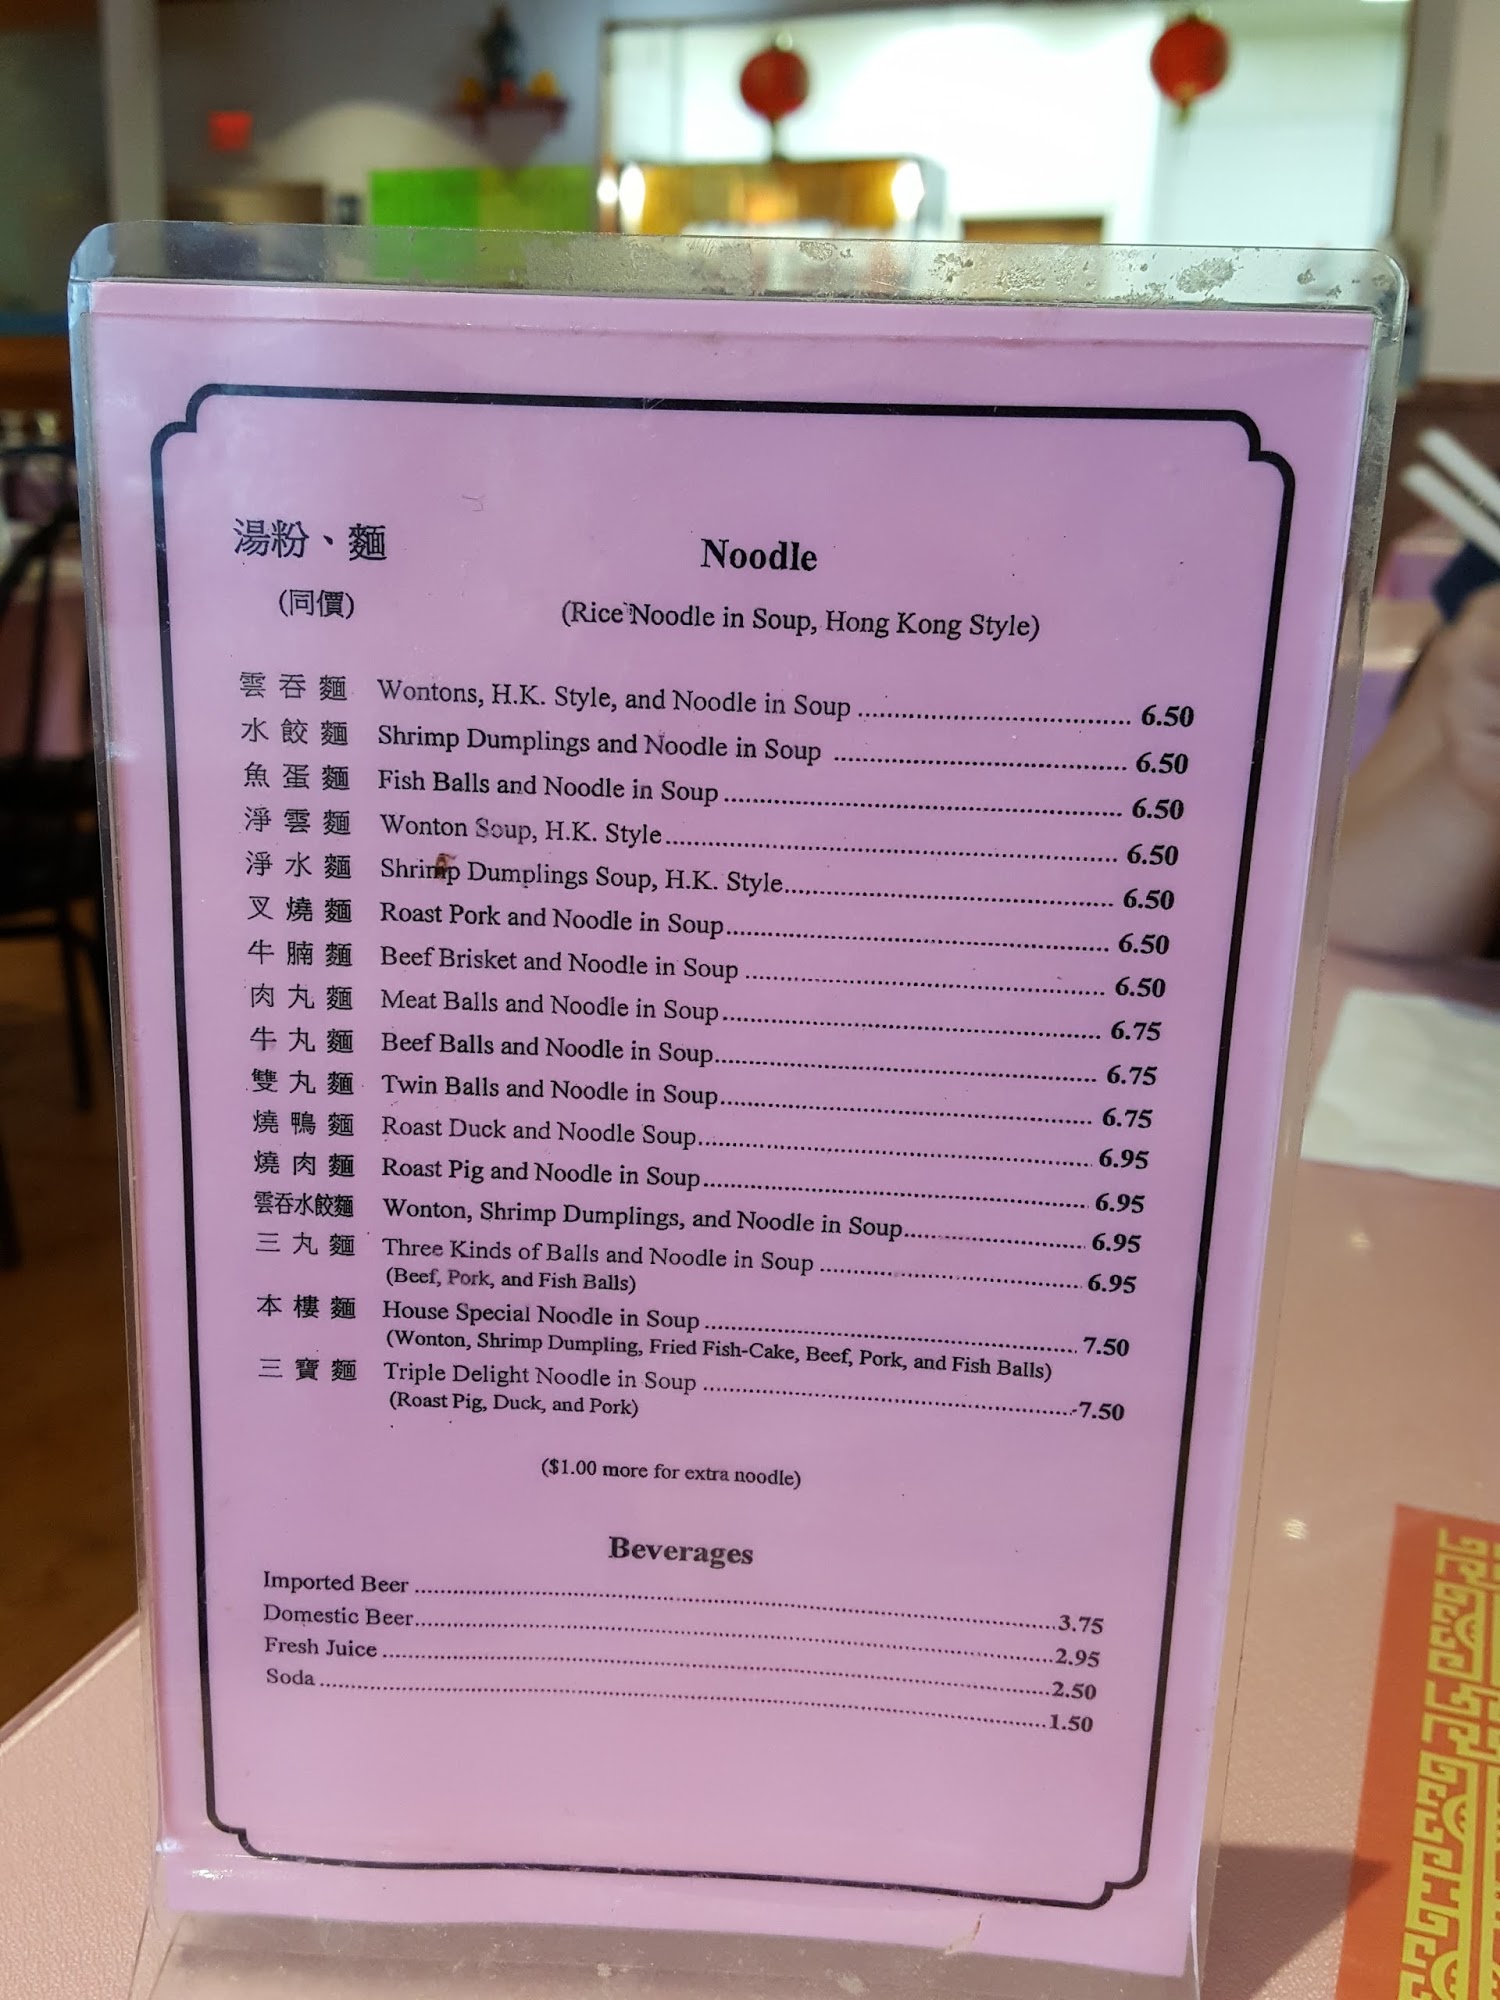 湯粉、麵 Noodle
(同價) (Rice Noodle in Soup, Hong Kong Style)
雲吞麵 Wontons, H.K. Style, and Noodle in Soup 6.50
水餃麵 Shrimp Dumplings and Noodle in Soup 6.50
魚蛋麵 Fish Balls and Noodle in Soup 6.50
淨雲麵 Wonton Soup, H.K. Style 6.50
淨水麵 Shrimp Dumplings Soup, H.K. Style 6.50
叉燒麵 Roast Pork and Noodle in Soup 6.50
牛腩麵 Beef Brisket and Noodle in Soup 6.50
肉丸麵 Meat Balls and Noodle in Soup 6.75
牛丸麵 Beef Balls and Noodle in Soup 6.75
雙丸麵 Twin Balls and Noodle in Soup 6.75
燒鴨麵 Roast Duck and Noodle Soup 6.95
燒肉麵 Roast Pig and Noodle in Soup 6.95
雲吞水餃麵 Wonton, Shrimp Dumplings, and Noodle in Soup 6.95
三丸麵 Three Kinds of Balls and Noodle in Soup 6.95
(Beef, Pork, and Fish Balls)
本樓麵 House Special Noodle in Soup 7.50
(Wonton, Shrimp Dumpling, Fried Fish-Cake, Beef, Pork, and Fish Balls)
三寶麵 Triple Delight Noodle in Soup 7.50
(Roast Pig, Duck, and Pork)
($1.00 more for extra noodle)
Beverages
Imported Beer 3.75
Domestic Beer 2.95
Fresh Juice 2.50
Soda 1.50